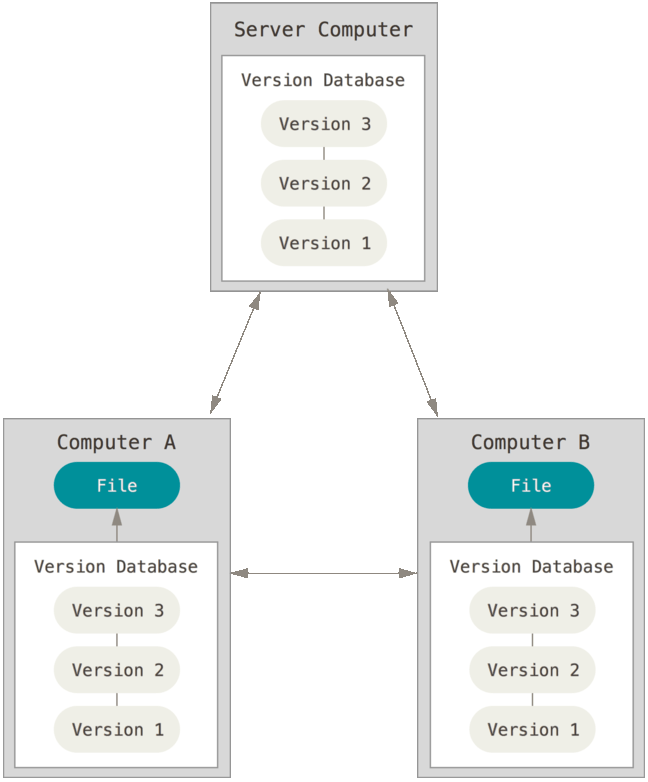 Server Computer
Version Database
Version 3
Version 2
Version 1
Computer A
File
Version Database
Version 3
Version 2
Version 1
Computer B
File
Version Database
Version 3
Version 2
Version 1